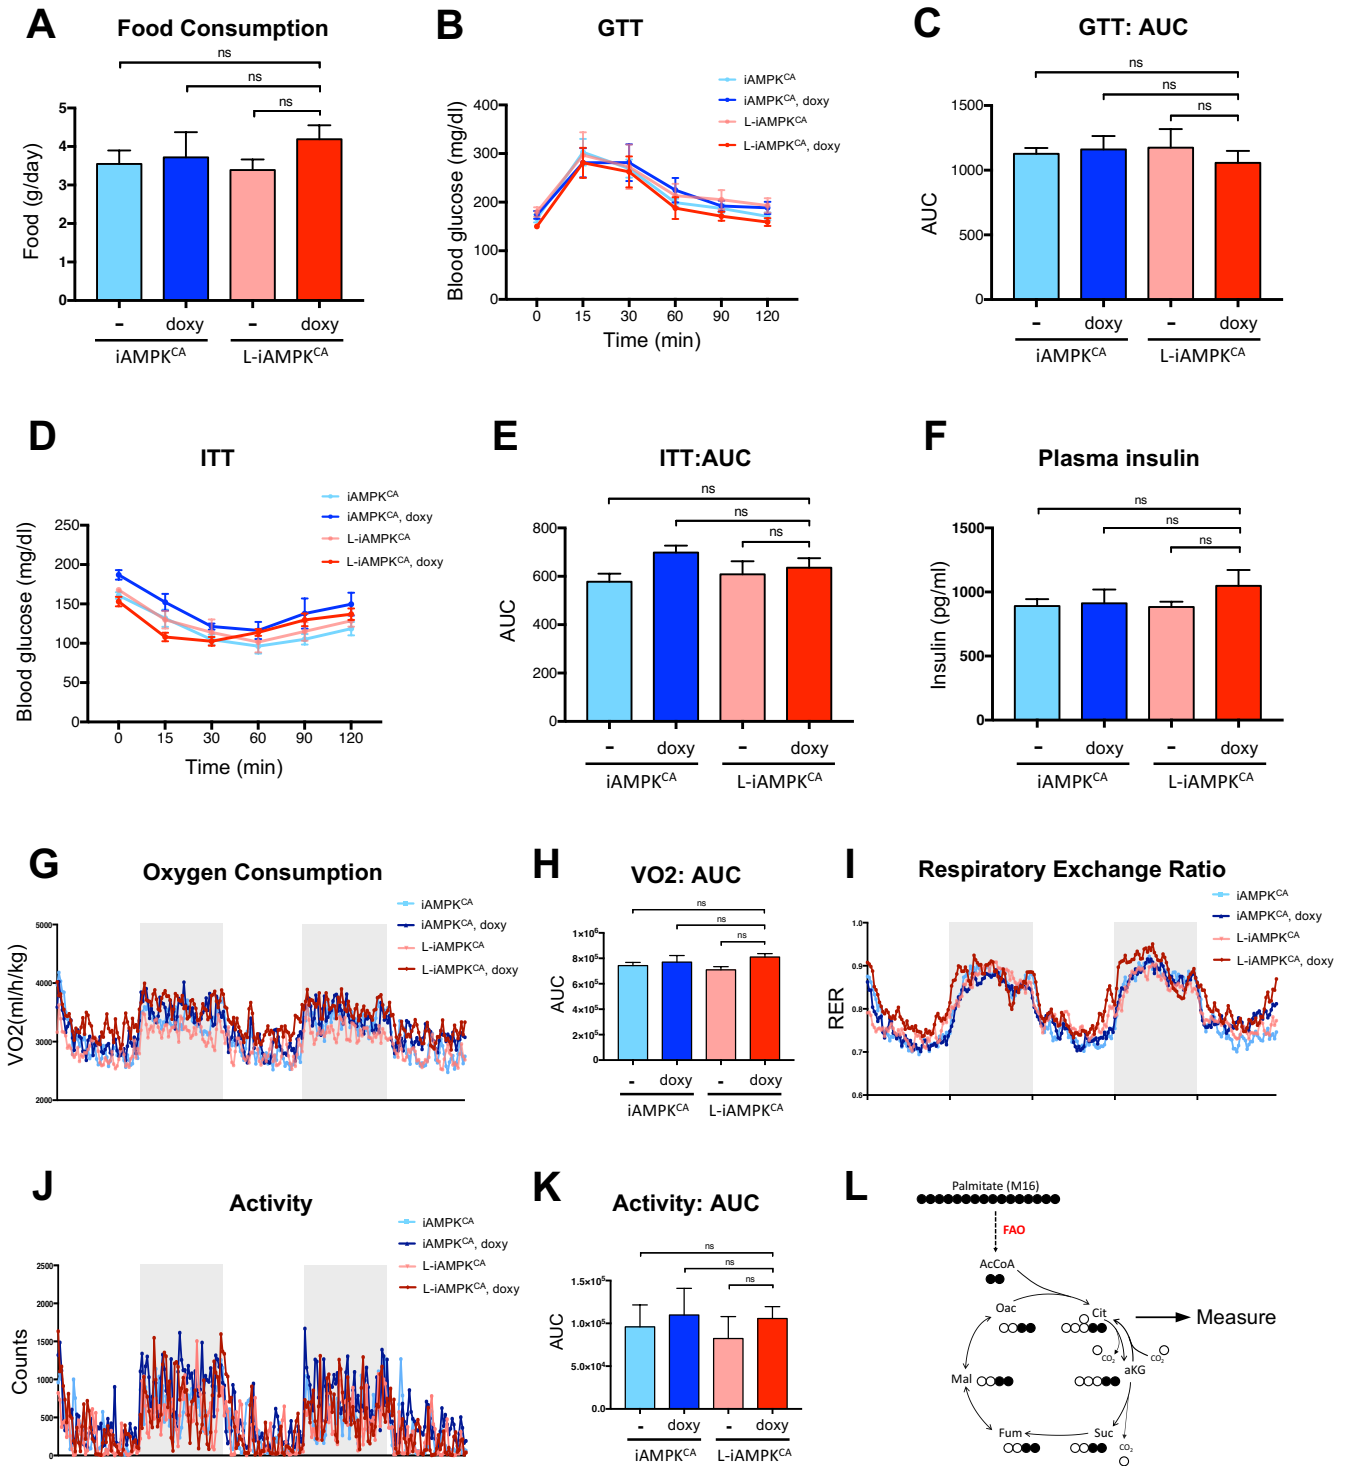 A
Food Consumption
ns
ns
ns
Food (g/day)
5
4
3
2
1
0
- doxy - doxy
iAMPKCA L-iAMPKCA
B
GTT
iAMPKCA
iAMPKCA, doxy
L-iAMPKCA
L-iAMPKCA, doxy
Blood glucose (mg/dl)
400
300
200
100
0
0 15 30 60 90 120
Time (min)
C
GTT: AUC
ns
ns
ns
AUC
1500
1000
500
0
- doxy - doxy
iAMPKCA L-iAMPKCA
D
ITT
iAMPKCA
iAMPKCA, doxy
L-iAMPKCA
L-iAMPKCA, doxy
Blood glucose (mg/dl)
250
200
150
100
50
0
0 15 30 60 90 120
Time (min)
E
ITT:AUC
ns
ns
ns
AUC
800
600
400
200
0
- doxy - doxy
iAMPKCA L-iAMPKCA
F
Plasma insulin
ns
ns
ns
Insulin (pg/ml)
1500
1000
500
0
- doxy - doxy
iAMPKCA L-iAMPKCA
G
Oxygen Consumption
iAMPKCA
iAMPKCA, doxy
L-iAMPKCA
L-iAMPKCA, doxy
VO2(ml/hr/kg)
5000
4000
3000
2000
H
VO2: AUC
ns
ns
ns
AUC
1×10⁶
8×10⁵
6×10⁵
4×10⁵
2×10⁵
0
- doxy - doxy
iAMPKCA L-iAMPKCA
I
Respiratory Exchange Ratio
iAMPKCA
iAMPKCA, doxy
L-iAMPKCA
L-iAMPKCA, doxy
RER
1.0
0.9
0.8
0.7
0.6
J
Activity
iAMPKCA
iAMPKCA, doxy
L-iAMPKCA
L-iAMPKCA, doxy
Counts
2500
2000
1500
1000
500
0
K
Activity: AUC
ns
ns
ns
AUC
1.5×10⁵
1.0×10⁵
5.0×10⁴
0.0
- doxy - doxy
iAMPKCA L-iAMPKCA
L
Palmitate (M16)
FAO
AcCoA
Oac
Cit
Measure
CO2 CO2
aKG
Mal
Fum
Suc
CO2